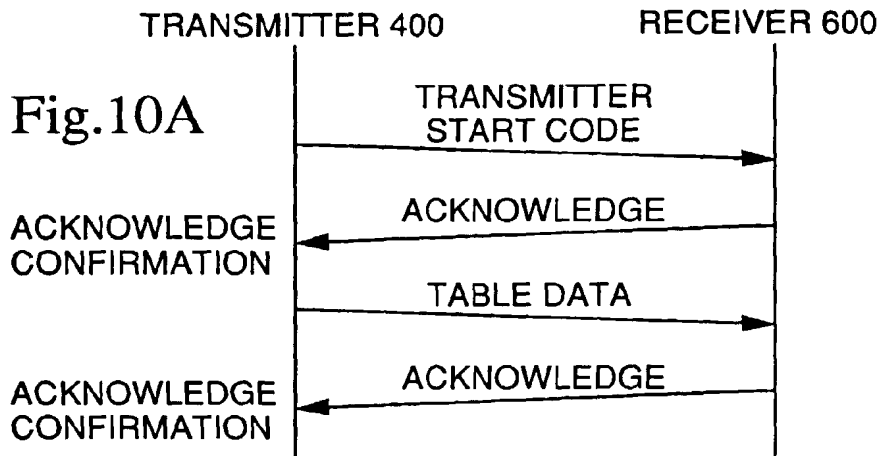 TRANSMITTER 400
RECEIVER 600
Fig.10A
TRANSMITTER
START CODE
ACKNOWLEDGE
ACKNOWLEDGE
CONFIRMATION
TABLE DATA
ACKNOWLEDGE
ACKNOWLEDGE
CONFIRMATION